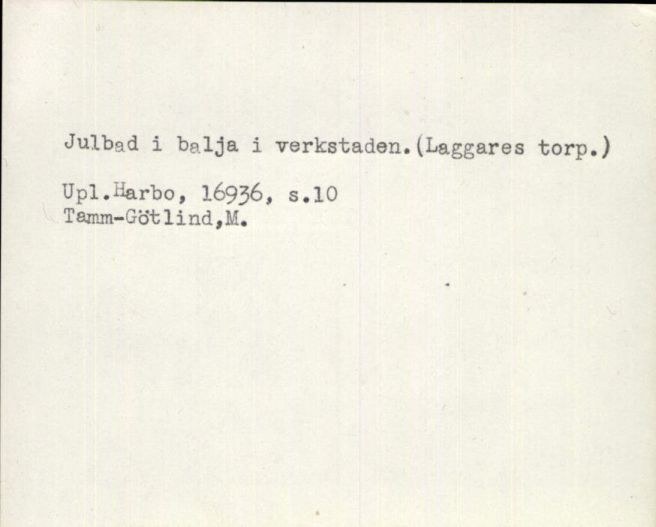 Julbad i balja i verkstaden.(Laggares torp.)
Upl.Harbo, 16936, s.10
Tamm-Götlind,M.